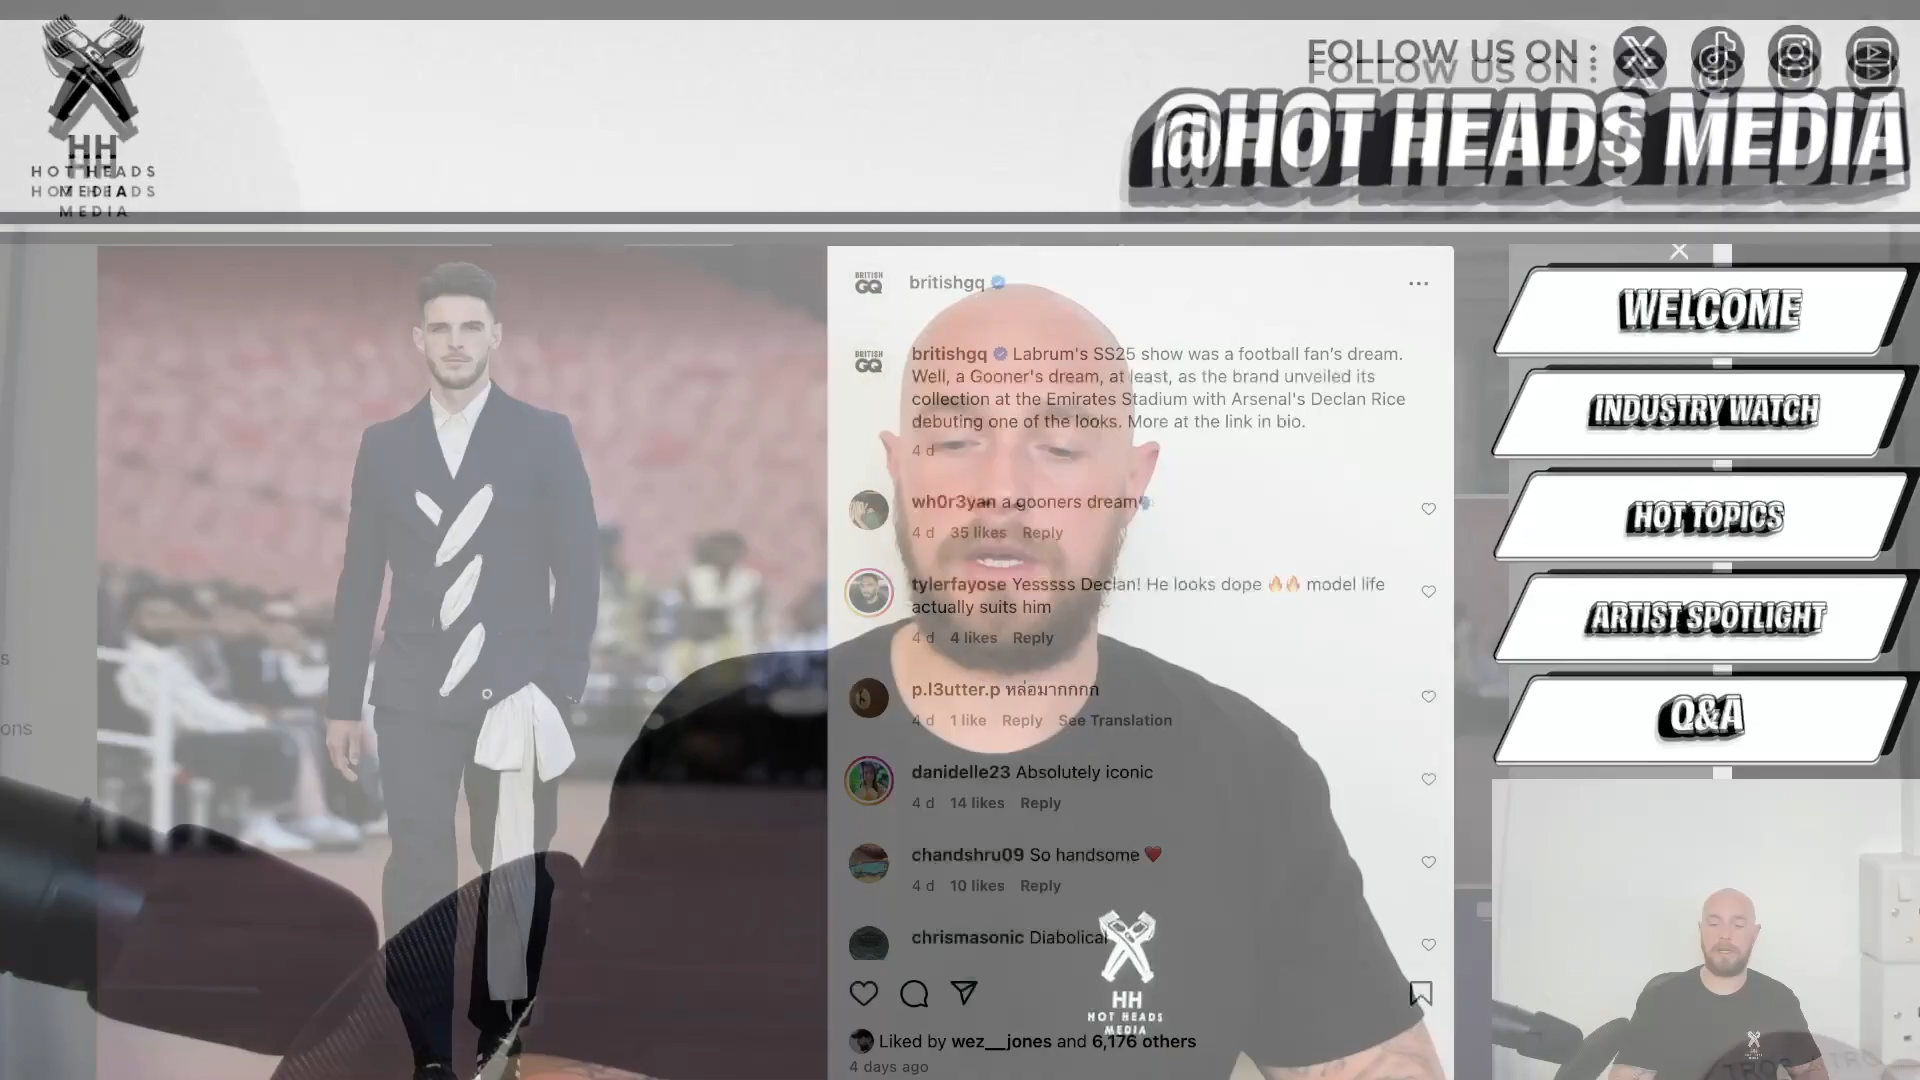 HH
HOT HEADS
MEDIA
FOLLOW US ON :
@HOT HEADS MEDIA
britishgq
britishgq Labrum's SS25 show was a football fan's dream.
Well, a Gooner's dream, at least, as the brand unveiled its
collection at the Emirates Stadium with Arsenal's Declan Rice
debuting one of the looks. More at the link in bio.
4 d
wh0r3yan a gooners dream🗣️
4 d 35 likes Reply
tylerfayose Yesssss Declan! He looks dope 🔥🔥 model life
actually suits him
4 d 4 likes Reply
p.l3utter.p หล่อมากกกก
4 d 1 like Reply See Translation
danidelle23 Absolutely iconic
4 d 14 likes Reply
chandshru09 So handsome ❤️
4 d 10 likes Reply
chrismasonic Diabolical
Liked by wez__jones and 6,176 others
4 days ago
HH
HOT HEADS
MEDIA
WELCOME
INDUSTRY WATCH
HOT TOPICS
ARTIST SPOTLIGHT
Q&A
s
ons